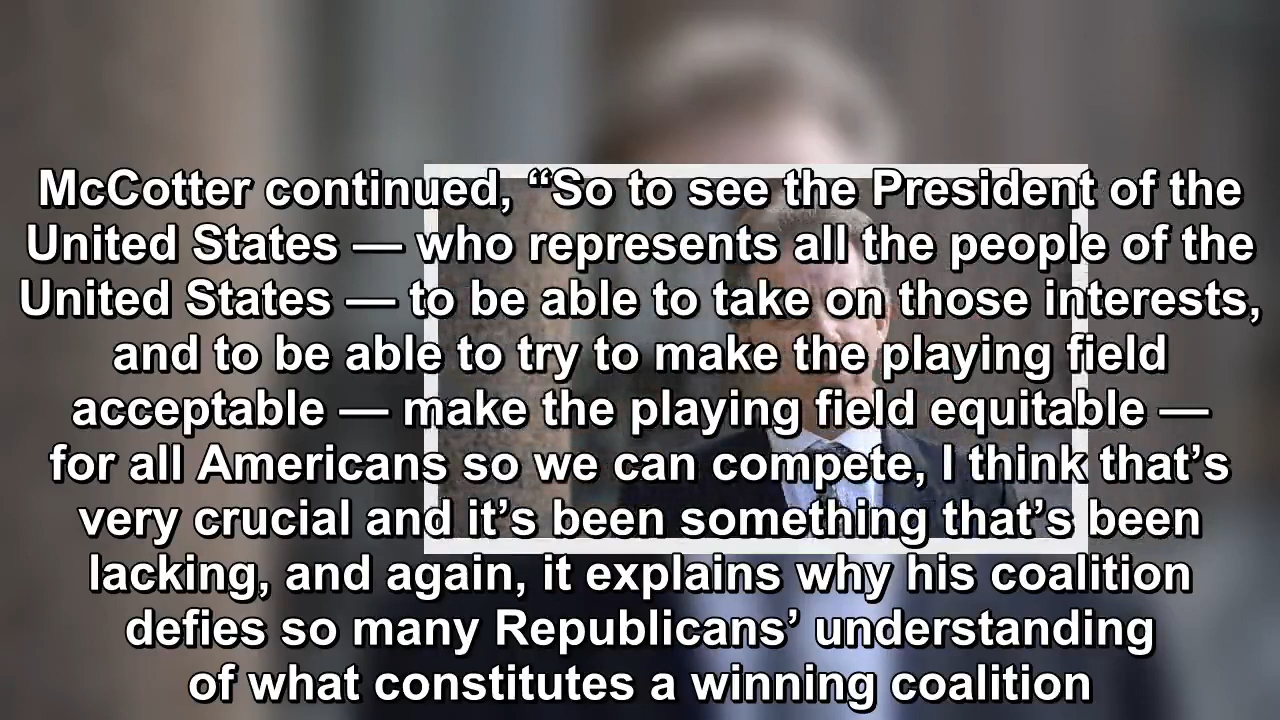 McCotter continued, “So to see the President of the
United States — who represents all the people of the
United States — to be able to take on those interests,
and to be able to try to make the playing field
acceptable — make the playing field equitable —
for all Americans so we can compete, I think that’s
very crucial and it’s been something that’s been
lacking, and again, it explains why his coalition
defies so many Republicans’ understanding
of what constitutes a winning coalition